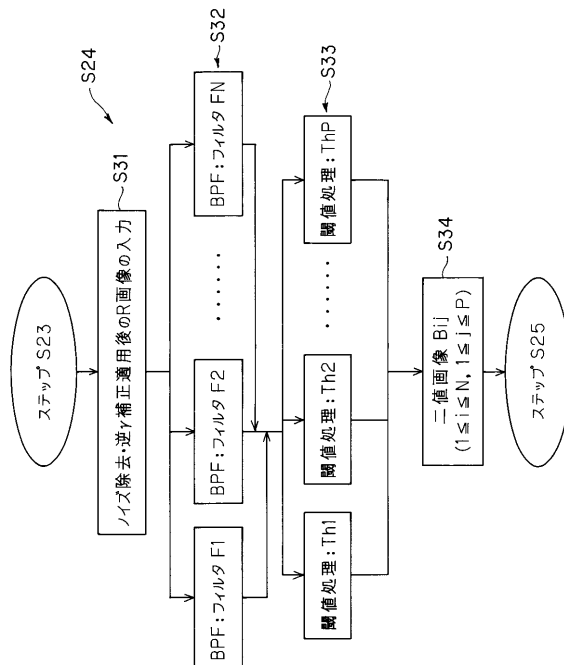 ステップ S23
S24
ノイズ除去・逆γ補正適用後のR画像の入力
S31
BPF:フィルタ F1
BPF:フィルタ F2
······
BPF:フィルタ FN
S32
閾値処理:Th1
閾値処理:Th2
······
閾値処理:ThP
S33
二値画像 Bij
(1≦i≦N, 1≦j≦P)
S34
ステップ S25